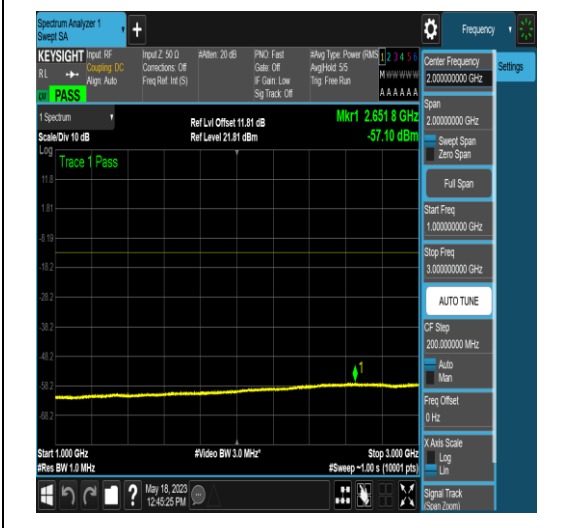 Spectrum Analyzer 1
Swept SA
+
Frequency
Settings
KEYSIGHT
RL
PASS
Input: RF
Coupling: DC
Align: Auto
Input Z: 50 Ω
Corrections: Off
Freq Ref: Int (S)
#Atten: 20 dB
PNO: Fast
Gate: Off
IF Gain: Low
Sig Track: Off
#Avg Type: Power (RMS
Avg|Hold: 5/5
Trig: Free Run
1 2 3 4 5 6
M W W W W W
A A A A A A
1 Spectrum
Scale/Div 10 dB
Ref Lvl Offset 11.81 dB
Ref Level 21.81 dBm
Mkr1 2.651 8 GHz
-57.10 dBm
Log
Trace 1 Pass
11.8
1.81
-8.19
-18.2
-28.2
-38.2
-48.2
-58.2
-68.2
1
Start 1.000 GHz
#Res BW 1.0 MHz
#Video BW 3.0 MHz*
Stop 3.000 GHz
#Sweep ~1.00 s (10001 pts)
Center Frequency
2.000000000 GHz
Span
2.00000000 GHz
Swept Span
Zero Span
Full Span
Start Freq
1.000000000 GHz
Stop Freq
3.000000000 GHz
AUTO TUNE
CF Step
200.000000 MHz
Auto
Man
Freq Offset
0 Hz
X Axis Scale
Log
Lin
Signal Track
(Span Zoom)
?
May 18, 2023
12:45:25 PM